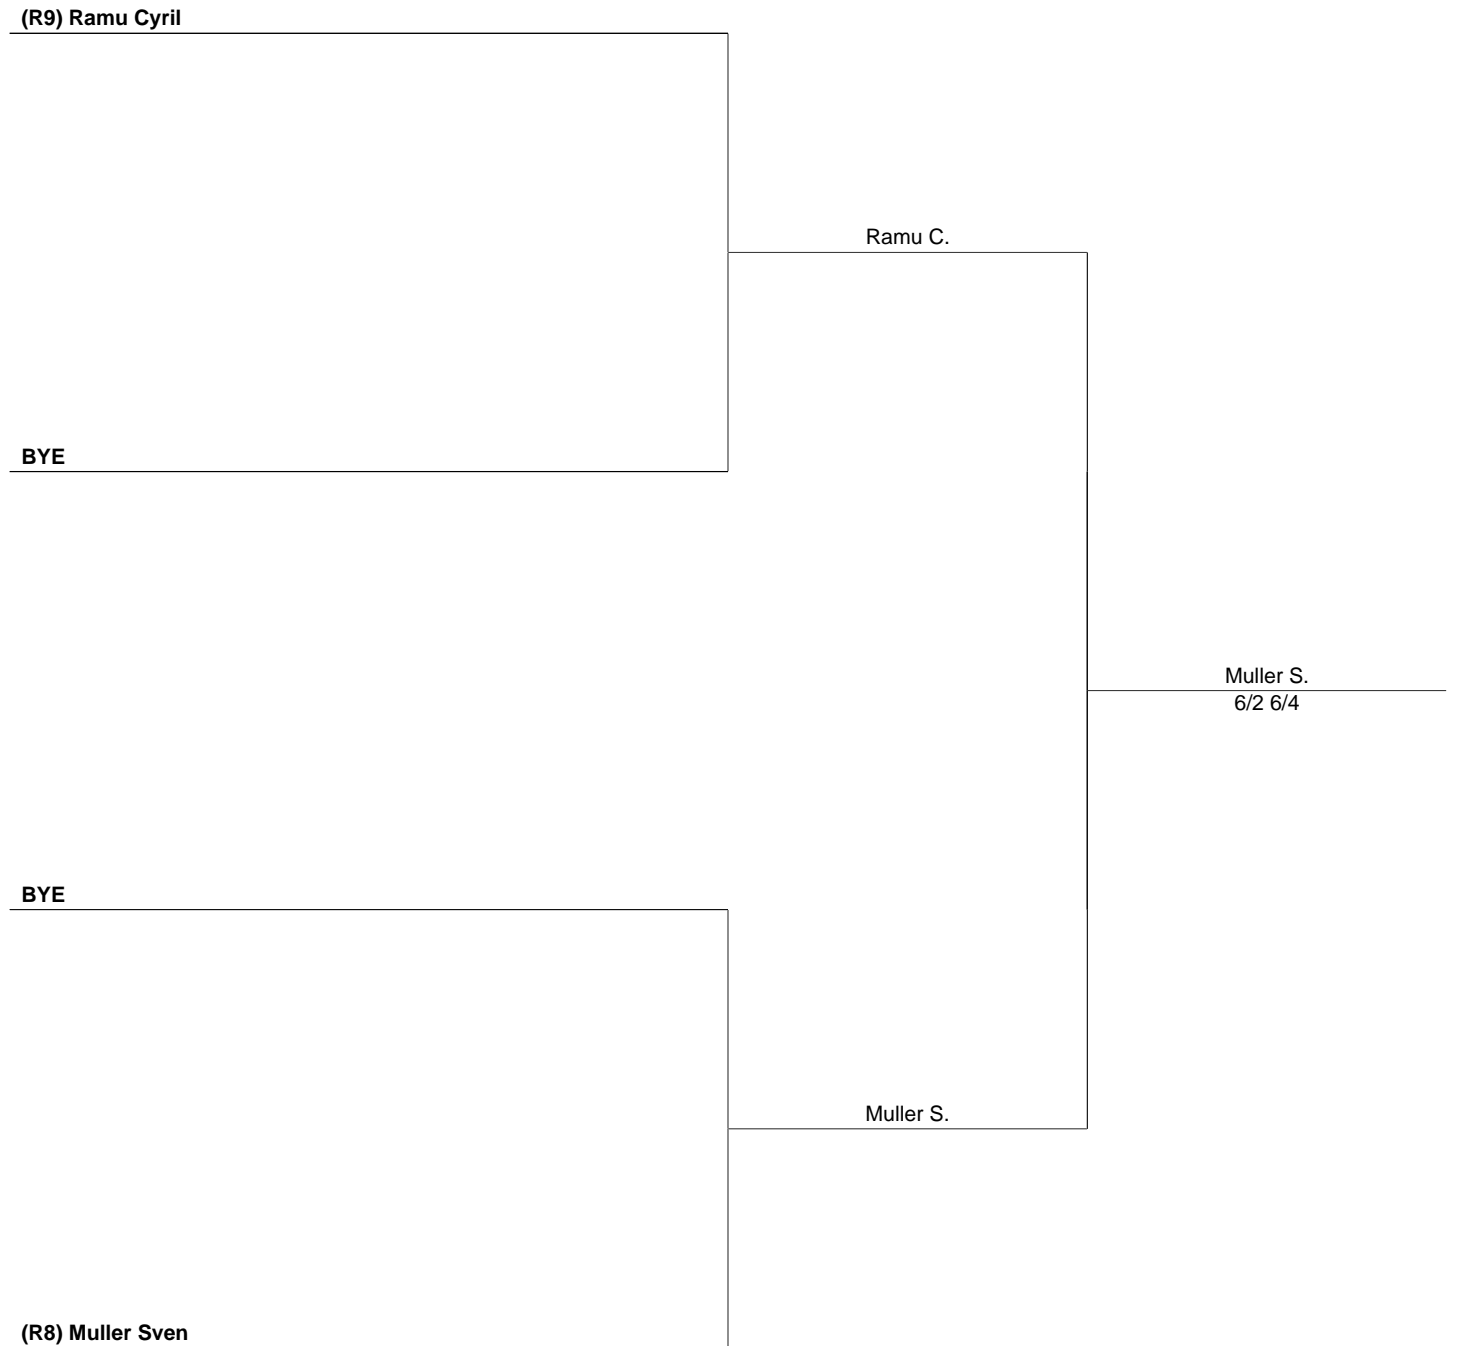 (R9) Ramu Cyril
Ramu C.
BYE
Muller S.
6/2 6/4
BYE
Muller S.
(R8) Muller Sven